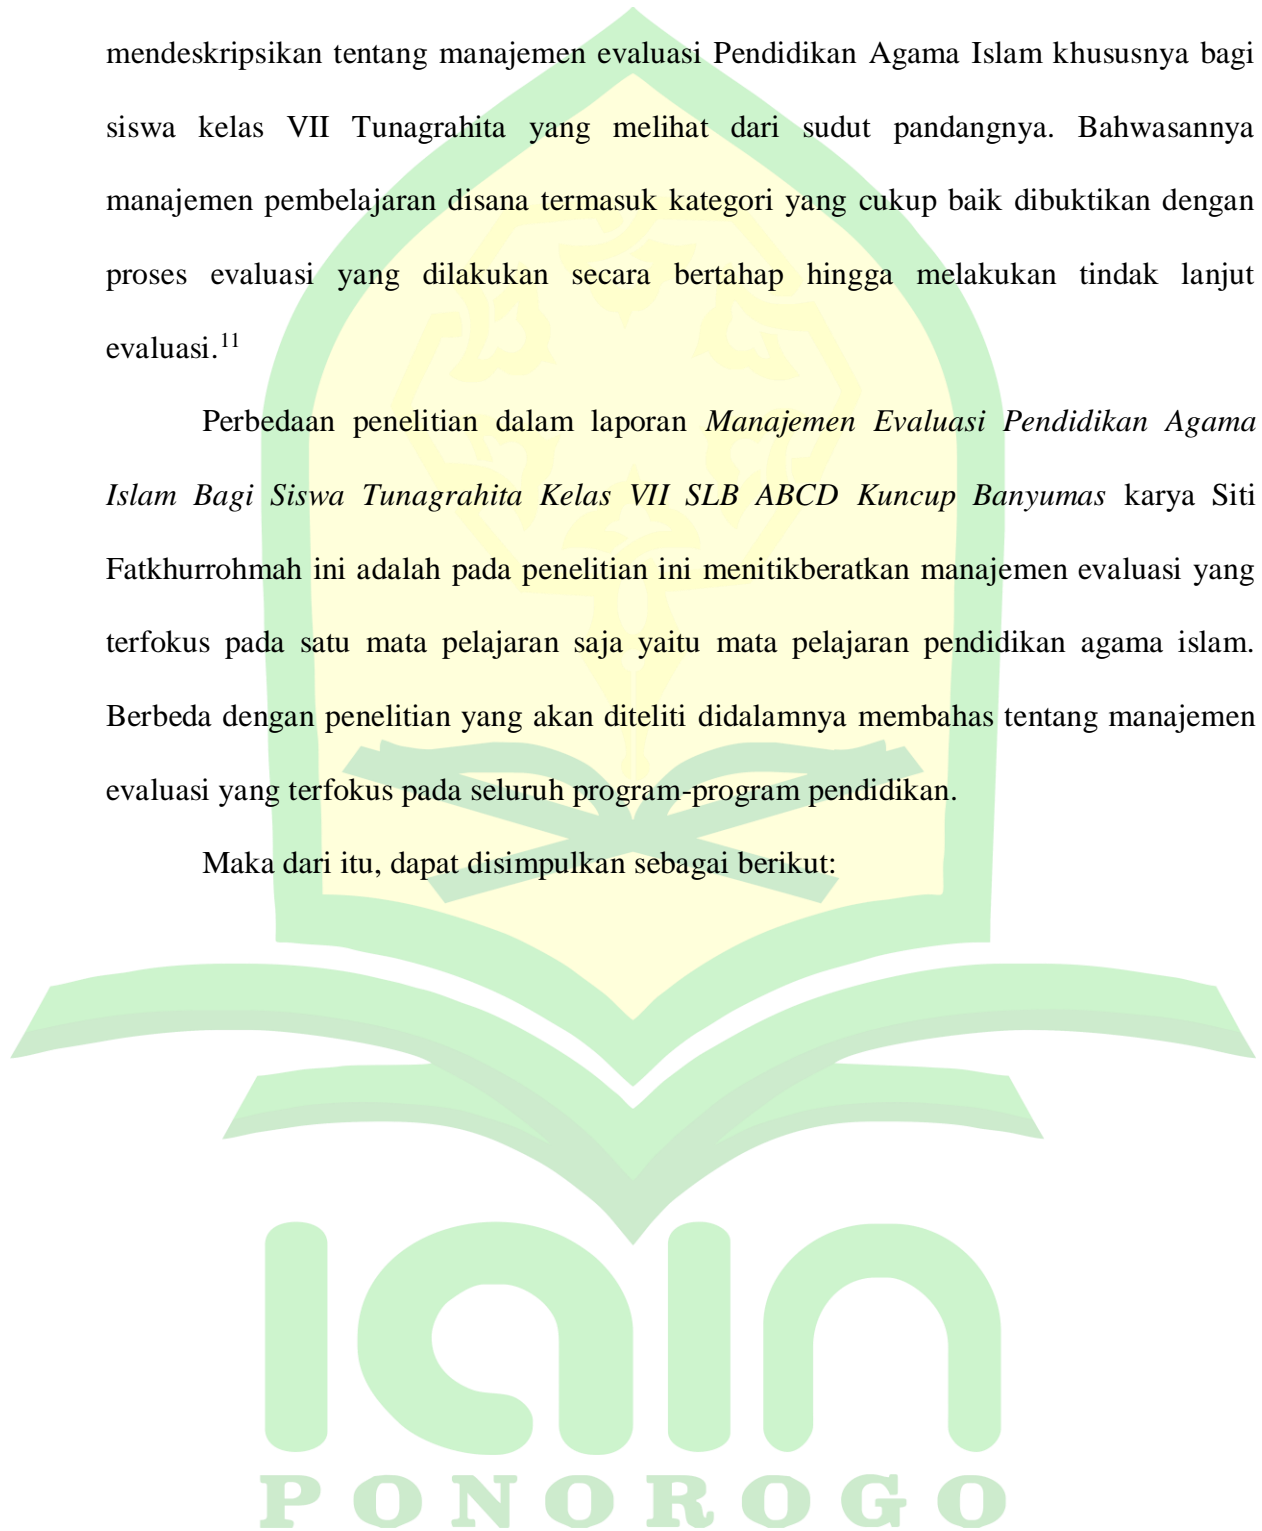 mendeskripsikan tentang manajemen evaluasi Pendidikan Agama Islam khususnya bagi
siswa kelas VII Tunagrahita yang melihat dari sudut pandangnya. Bahwasannya
manajemen pembelajaran disana termasuk kategori yang cukup baik dibuktikan dengan
proses evaluasi yang dilakukan secara bertahap hingga melakukan tindak lanjut
evaluasi.11
Perbedaan penelitian dalam laporan Manajemen Evaluasi Pendidikan Agama
Islam Bagi Siswa Tunagrahita Kelas VII SLB ABCD Kuncup Banyumas karya Siti
Fatkhurrohmah ini adalah pada penelitian ini menitikberatkan manajemen evaluasi yang
terfokus pada satu mata pelajaran saja yaitu mata pelajaran pendidikan agama islam.
Berbeda dengan penelitian yang akan diteliti didalamnya membahas tentang manajemen
evaluasi yang terfokus pada seluruh program-program pendidikan.
Maka dari itu, dapat disimpulkan sebagai berikut:
IAIN
PONOROGO